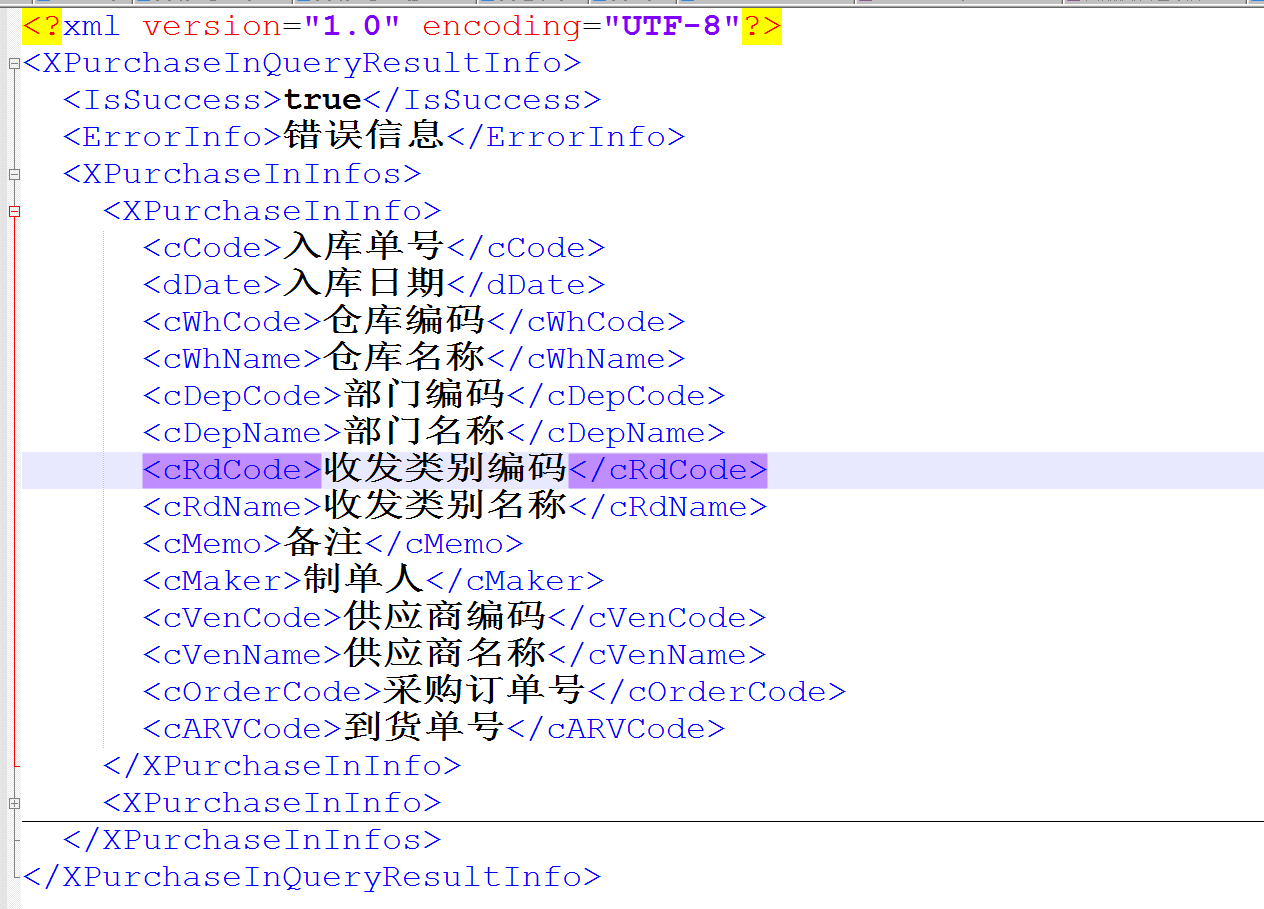 <?xml version="1.0" encoding="UTF-8"?>
<XPurchaseInQueryResultInfo>
<IsSuccess>true</IsSuccess>
<ErrorInfo>错误信息</ErrorInfo>
<XPurchaseInInfos>
<XPurchaseInInfo>
<cCode>入库单号</cCode>
<dDate>入库日期</dDate>
<cWhCode>仓库编码</cWhCode>
<cWhName>仓库名称</cWhName>
<cDepCode>部门编码</cDepCode>
<cDepName>部门名称</cDepName>
<cRdCode>收发类别编码</cRdCode>
<cRdName>收发类别名称</cRdName>
<cMemo>备注</cMemo>
<cMaker>制单人</cMaker>
<cVenCode>供应商编码</cVenCode>
<cVenName>供应商名称</cVenName>
<cOrderCode>采购订单号</cOrderCode>
<cARVCode>到货单号</cARVCode>
</XPurchaseInInfo>
<XPurchaseInInfo>
</XPurchaseInInfos>
</XPurchaseInQueryResultInfo>